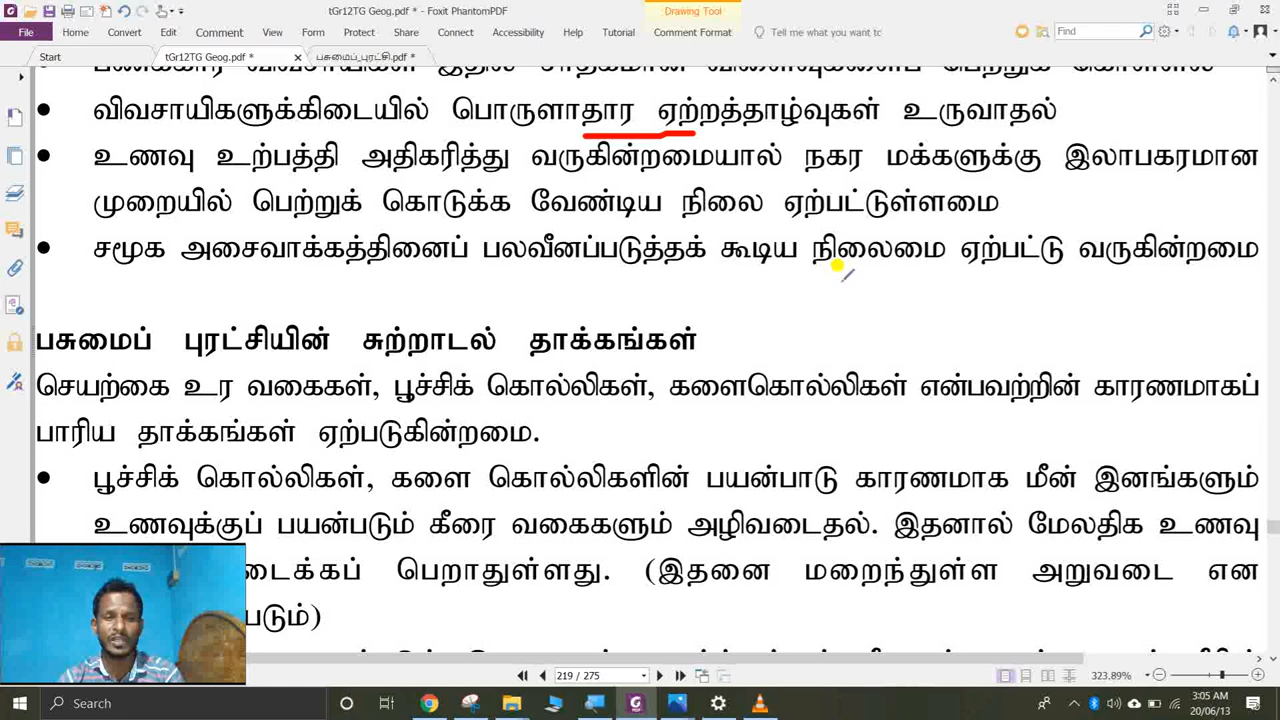 tGr12TG Geog.pdf * - Foxit PhantomPDF
Drawing Tool
File Home Convert Edit Comment View Form Protect Share Connect Accessibility Help Tutorial Comment Format Tell me what you want to Find
Start tGr12TG Geog.pdf * பசுமைப்_புரட்சி.pdf *
• விவசாயிகளுக்கிடையில் பொருளாதார ஏற்றத்தாழ்வுகள் உருவாதல்
• உணவு உற்பத்தி அதிகரித்து வருகின்றமையால் நகர மக்களுக்கு இலாபகரமான
முறையில் பெற்றுக் கொடுக்க வேண்டிய நிலை ஏற்பட்டுள்ளமை
• சமூக அசைவாக்கத்தினைப் பலவீனப்படுத்தக் கூடிய நிலைமை ஏற்பட்டு வருகின்றமை
பசுமைப் புரட்சியின் சுற்றாடல் தாக்கங்கள்
செயற்கை உர வகைகள், பூச்சிக் கொல்லிகள், களைகொல்லிகள் என்பவற்றின் காரணமாகப்
பாரிய தாக்கங்கள் ஏற்படுகின்றமை.
• பூச்சிக் கொல்லிகள், களை கொல்லிகளின் பயன்பாடு காரணமாக மீன் இனங்களும்
உணவுக்குப் பயன்படும் கீரை வகைகளும் அழிவடைதல். இதனால் மேலதிக உணவு
டைக்கப் பெறாதுள்ளது. (இதனை மறைந்துள்ள அறுவடை என
படும்)
219 / 275 323.89%
Search 3:05 AM
20/06/13